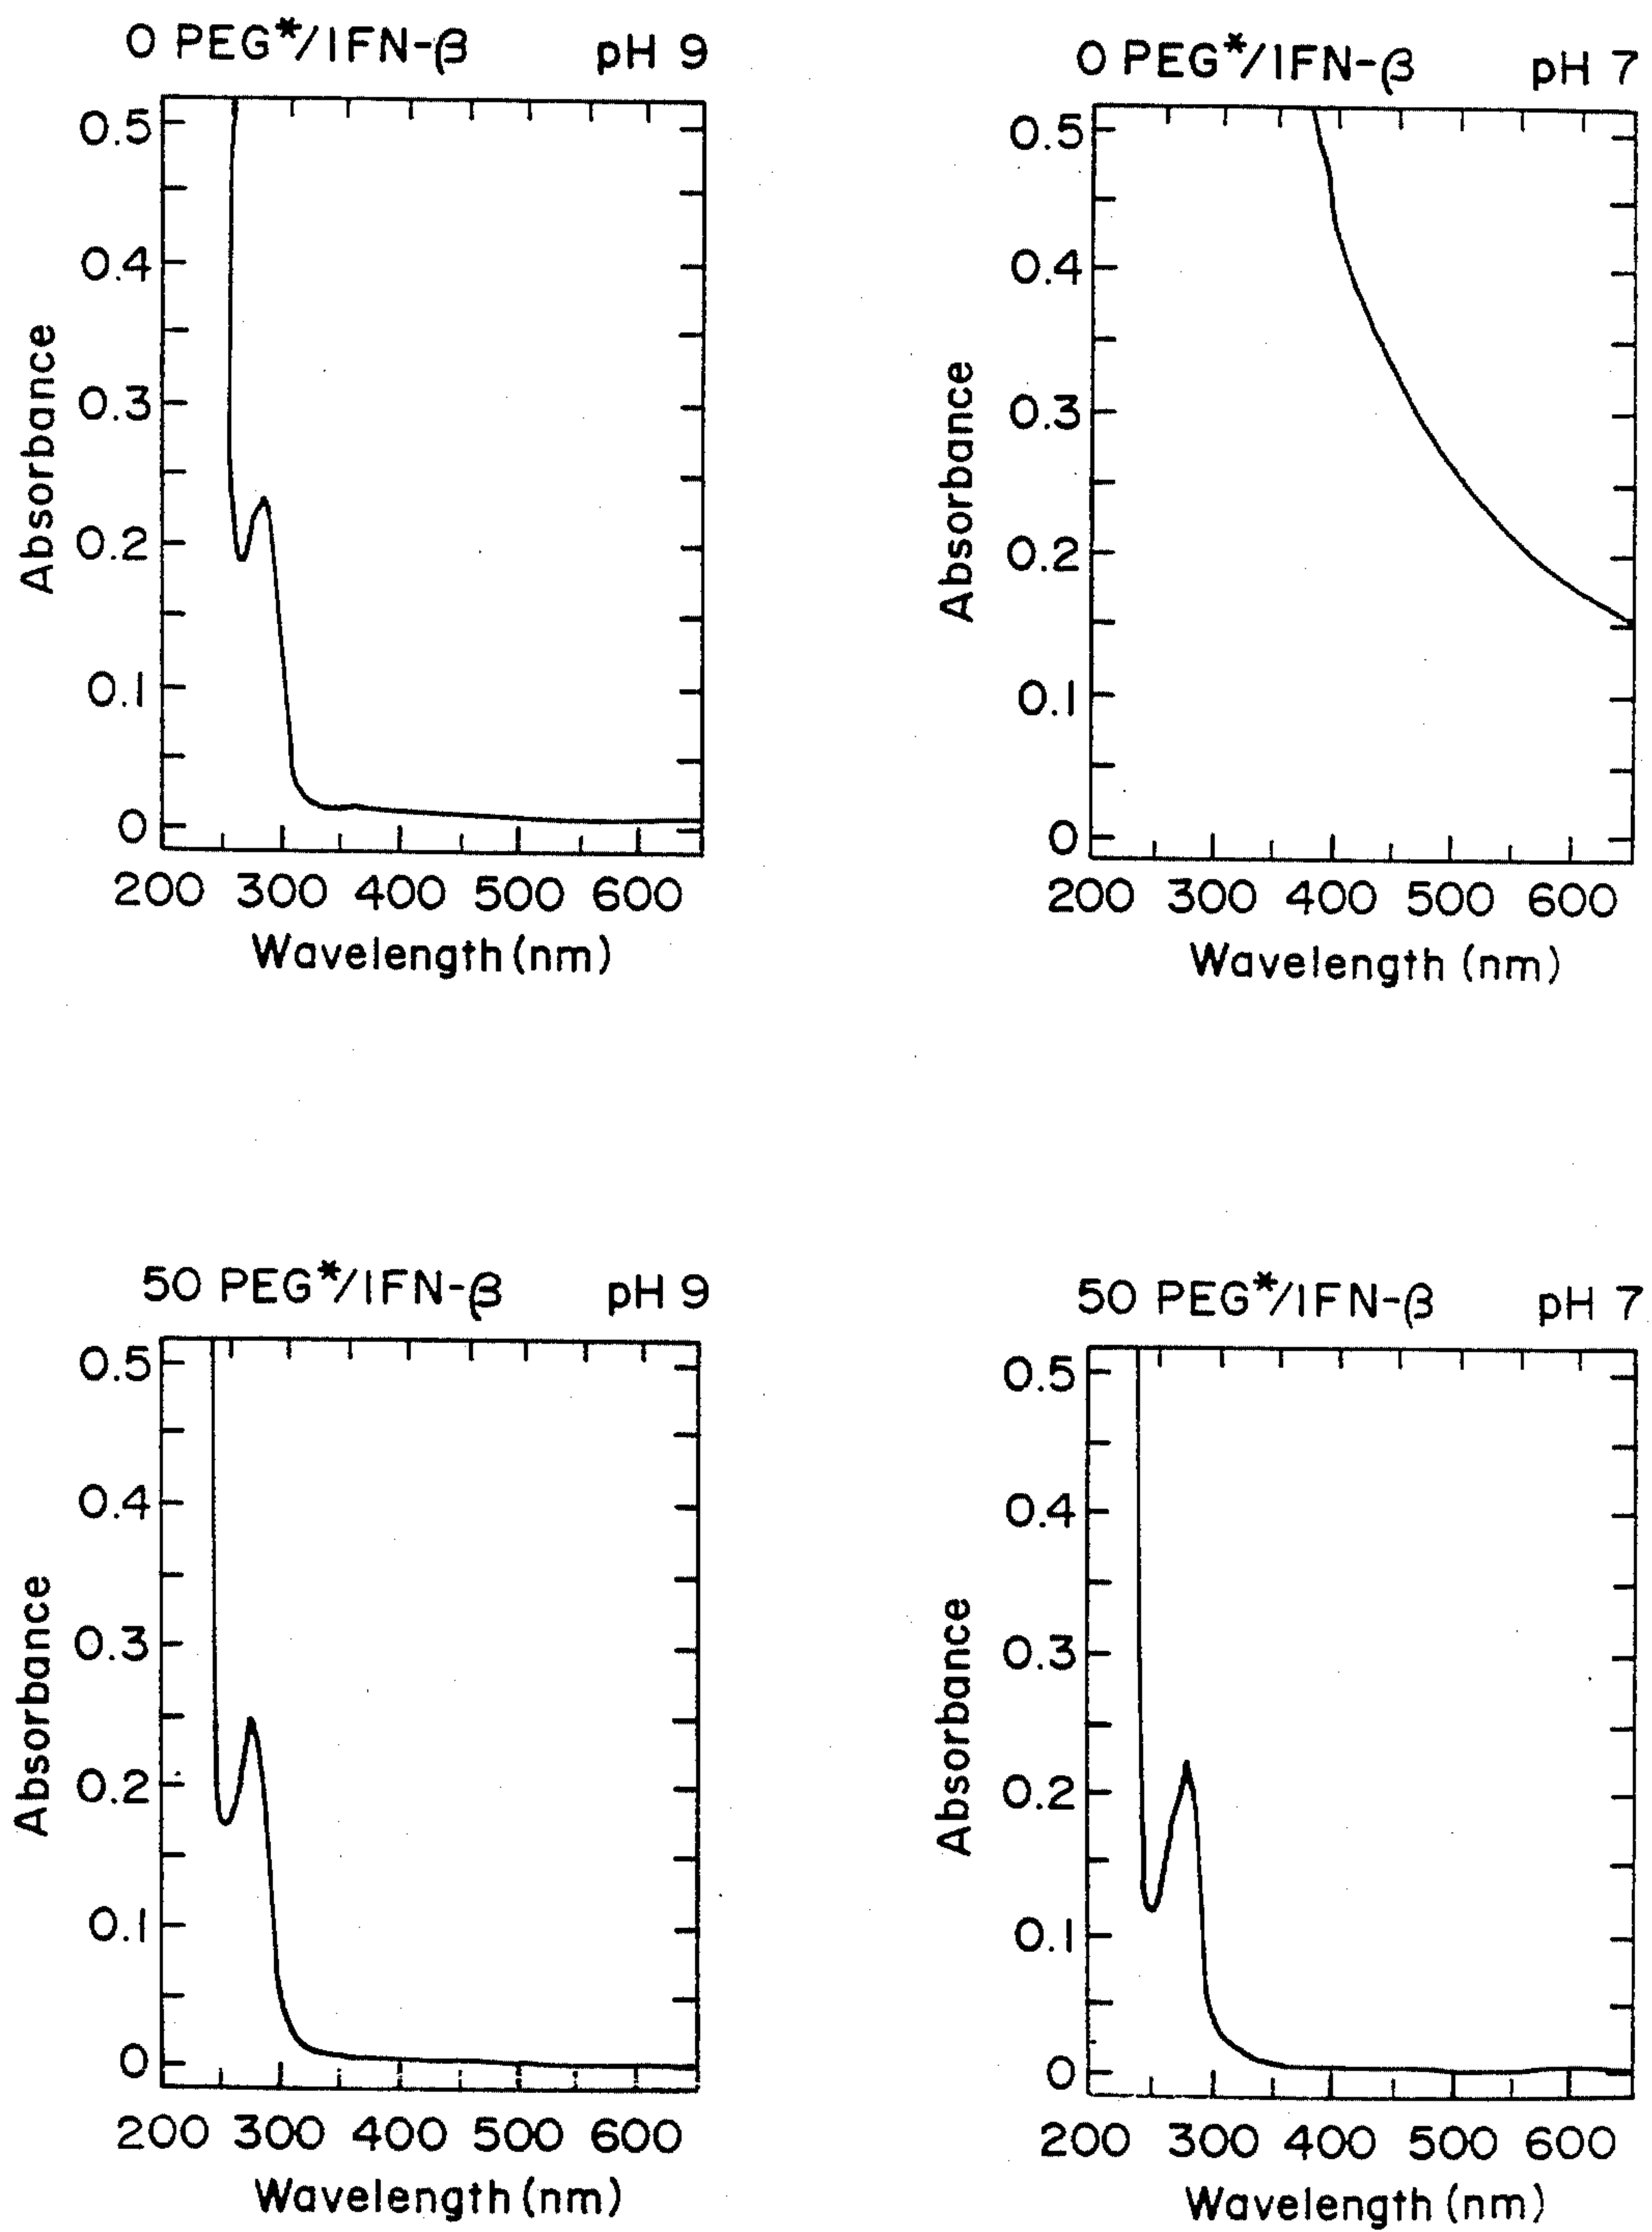 0 PEG*/IFN-β pH 9
0.5
0.4
0.3
0.2
0.1
0
Absorbance
200 300 400 500 600
Wavelength (nm)
0 PEG*/IFN-β pH 7
0.5
0.4
0.3
0.2
0.1
0
Absorbance
200 300 400 500 600
Wavelength (nm)
50 PEG*/IFN-β pH 9
0.5
0.4
0.3
0.2
0.1
0
Absorbance
200 300 400 500 600
Wavelength (nm)
50 PEG*/IFN-β pH 7
0.5
0.4
0.3
0.2
0.1
0
Absorbance
200 300 400 500 600
Wavelength (nm)